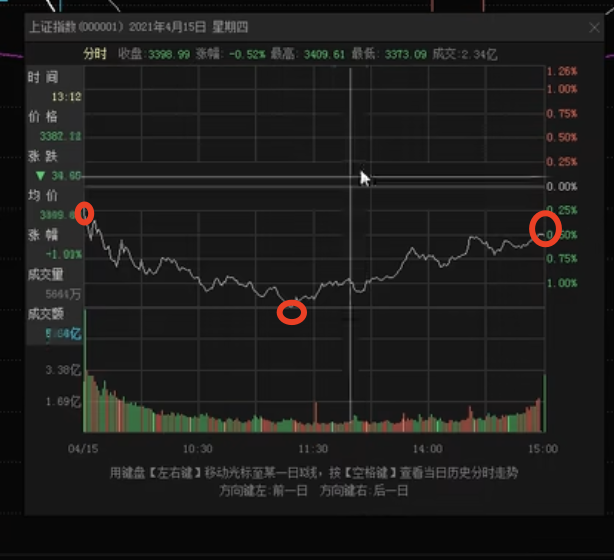 上证指数(000001) 2021年4月15日 星期四
分时 收盘:3398.99 涨幅:-0.52% 最高:3409.61 最低:3373.09 成交:2.34亿
时 间
13:12
价 格
3382.12
涨 跌
▼ 34.60
均 价
涨 幅
-1.01%
成交量
5664万
成交额
3.38亿
1.69亿
1.26%
1.00%
0.75%
0.50%
0.25%
0.00%
0.25%
0.50%
0.75%
1.00%
04/15 10:30 11:30 14:00 15:00
用键盘【左右键】移动光标至某一日K线,按【空格键】查看当日历史分时走势
方向键左:前一日 方向键右:后一日